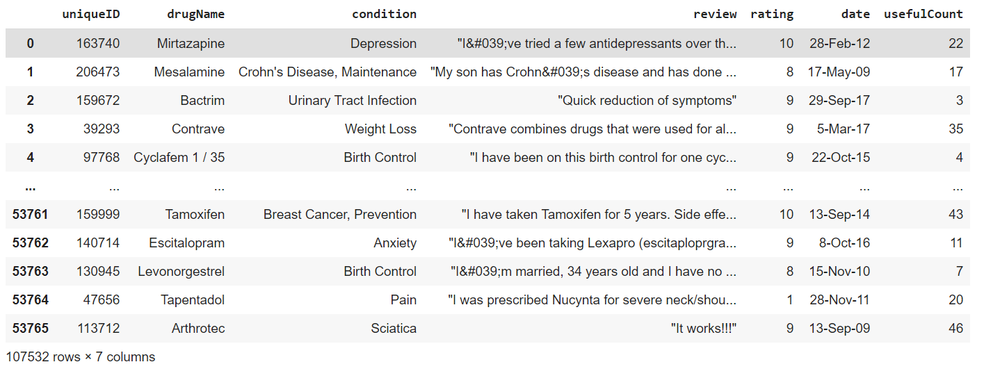 uniqueID drugName condition review rating date usefulCount
0 163740 Mirtazapine Depression "I&#039;ve tried a few antidepressants over th... 10 28-Feb-12 22
1 206473 Mesalamine Crohn's Disease, Maintenance "My son has Crohn&#039;s disease and has done ... 8 17-May-09 17
2 159672 Bactrim Urinary Tract Infection "Quick reduction of symptoms" 9 29-Sep-17 3
3 39293 Contrave Weight Loss "Contrave combines drugs that were used for al... 9 5-Mar-17 35
4 97768 Cyclafem 1 / 35 Birth Control "I have been on this birth control for one cyc... 9 22-Oct-15 4
... ... ... ... ... ... ... ...
53761 159999 Tamoxifen Breast Cancer, Prevention "I have taken Tamoxifen for 5 years. Side effe... 10 13-Sep-14 43
53762 140714 Escitalopram Anxiety "I&#039;ve been taking Lexapro (escitaploprgra... 9 8-Oct-16 11
53763 130945 Levonorgestrel Birth Control "I&#039;m married, 34 years old and I have no ... 8 15-Nov-10 7
53764 47656 Tapentadol Pain "I was prescribed Nucynta for severe neck/shou... 1 28-Nov-11 20
53765 113712 Arthrotec Sciatica "It works!!!" 9 13-Sep-09 46
107532 rows × 7 columns